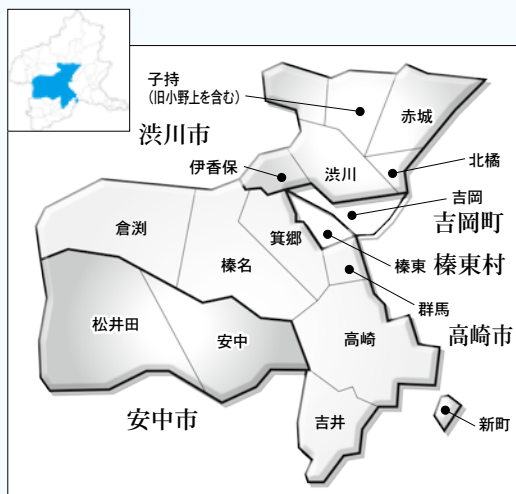 子持
(旧小野上を含む)
赤城
渋川市
伊香保
渋川
北橘
吉岡
吉岡町
倉渕
箕郷
榛名
榛東
榛東村
群馬
松井田
安中
高崎
高崎市
安中市
吉井
新町